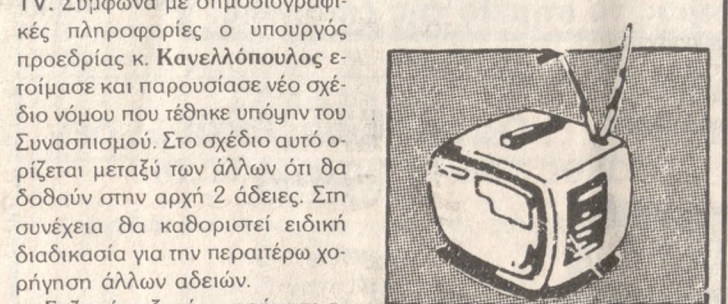 TV. Σύμφωνα με δημοσιογραφι-
κές πληροφορίες ο υπουργός
προεδρίας κ. Κανελλόπουλος ε-
τοίμασε και παρουσίασε νέο σχέ-
διο νόμου που τέθηκε υπόψη του
Συνασπισμού. Στο σχέδιο αυτό ο-
ρίζεται μεταξύ των άλλων ότι θα
δοθούν στην αρχή 2 άδειες. Στη
συνέχεια θα καθοριστεί ειδική
διαδικασία για την περαιτέρω χο-
ρήγηση άλλων αδειών.